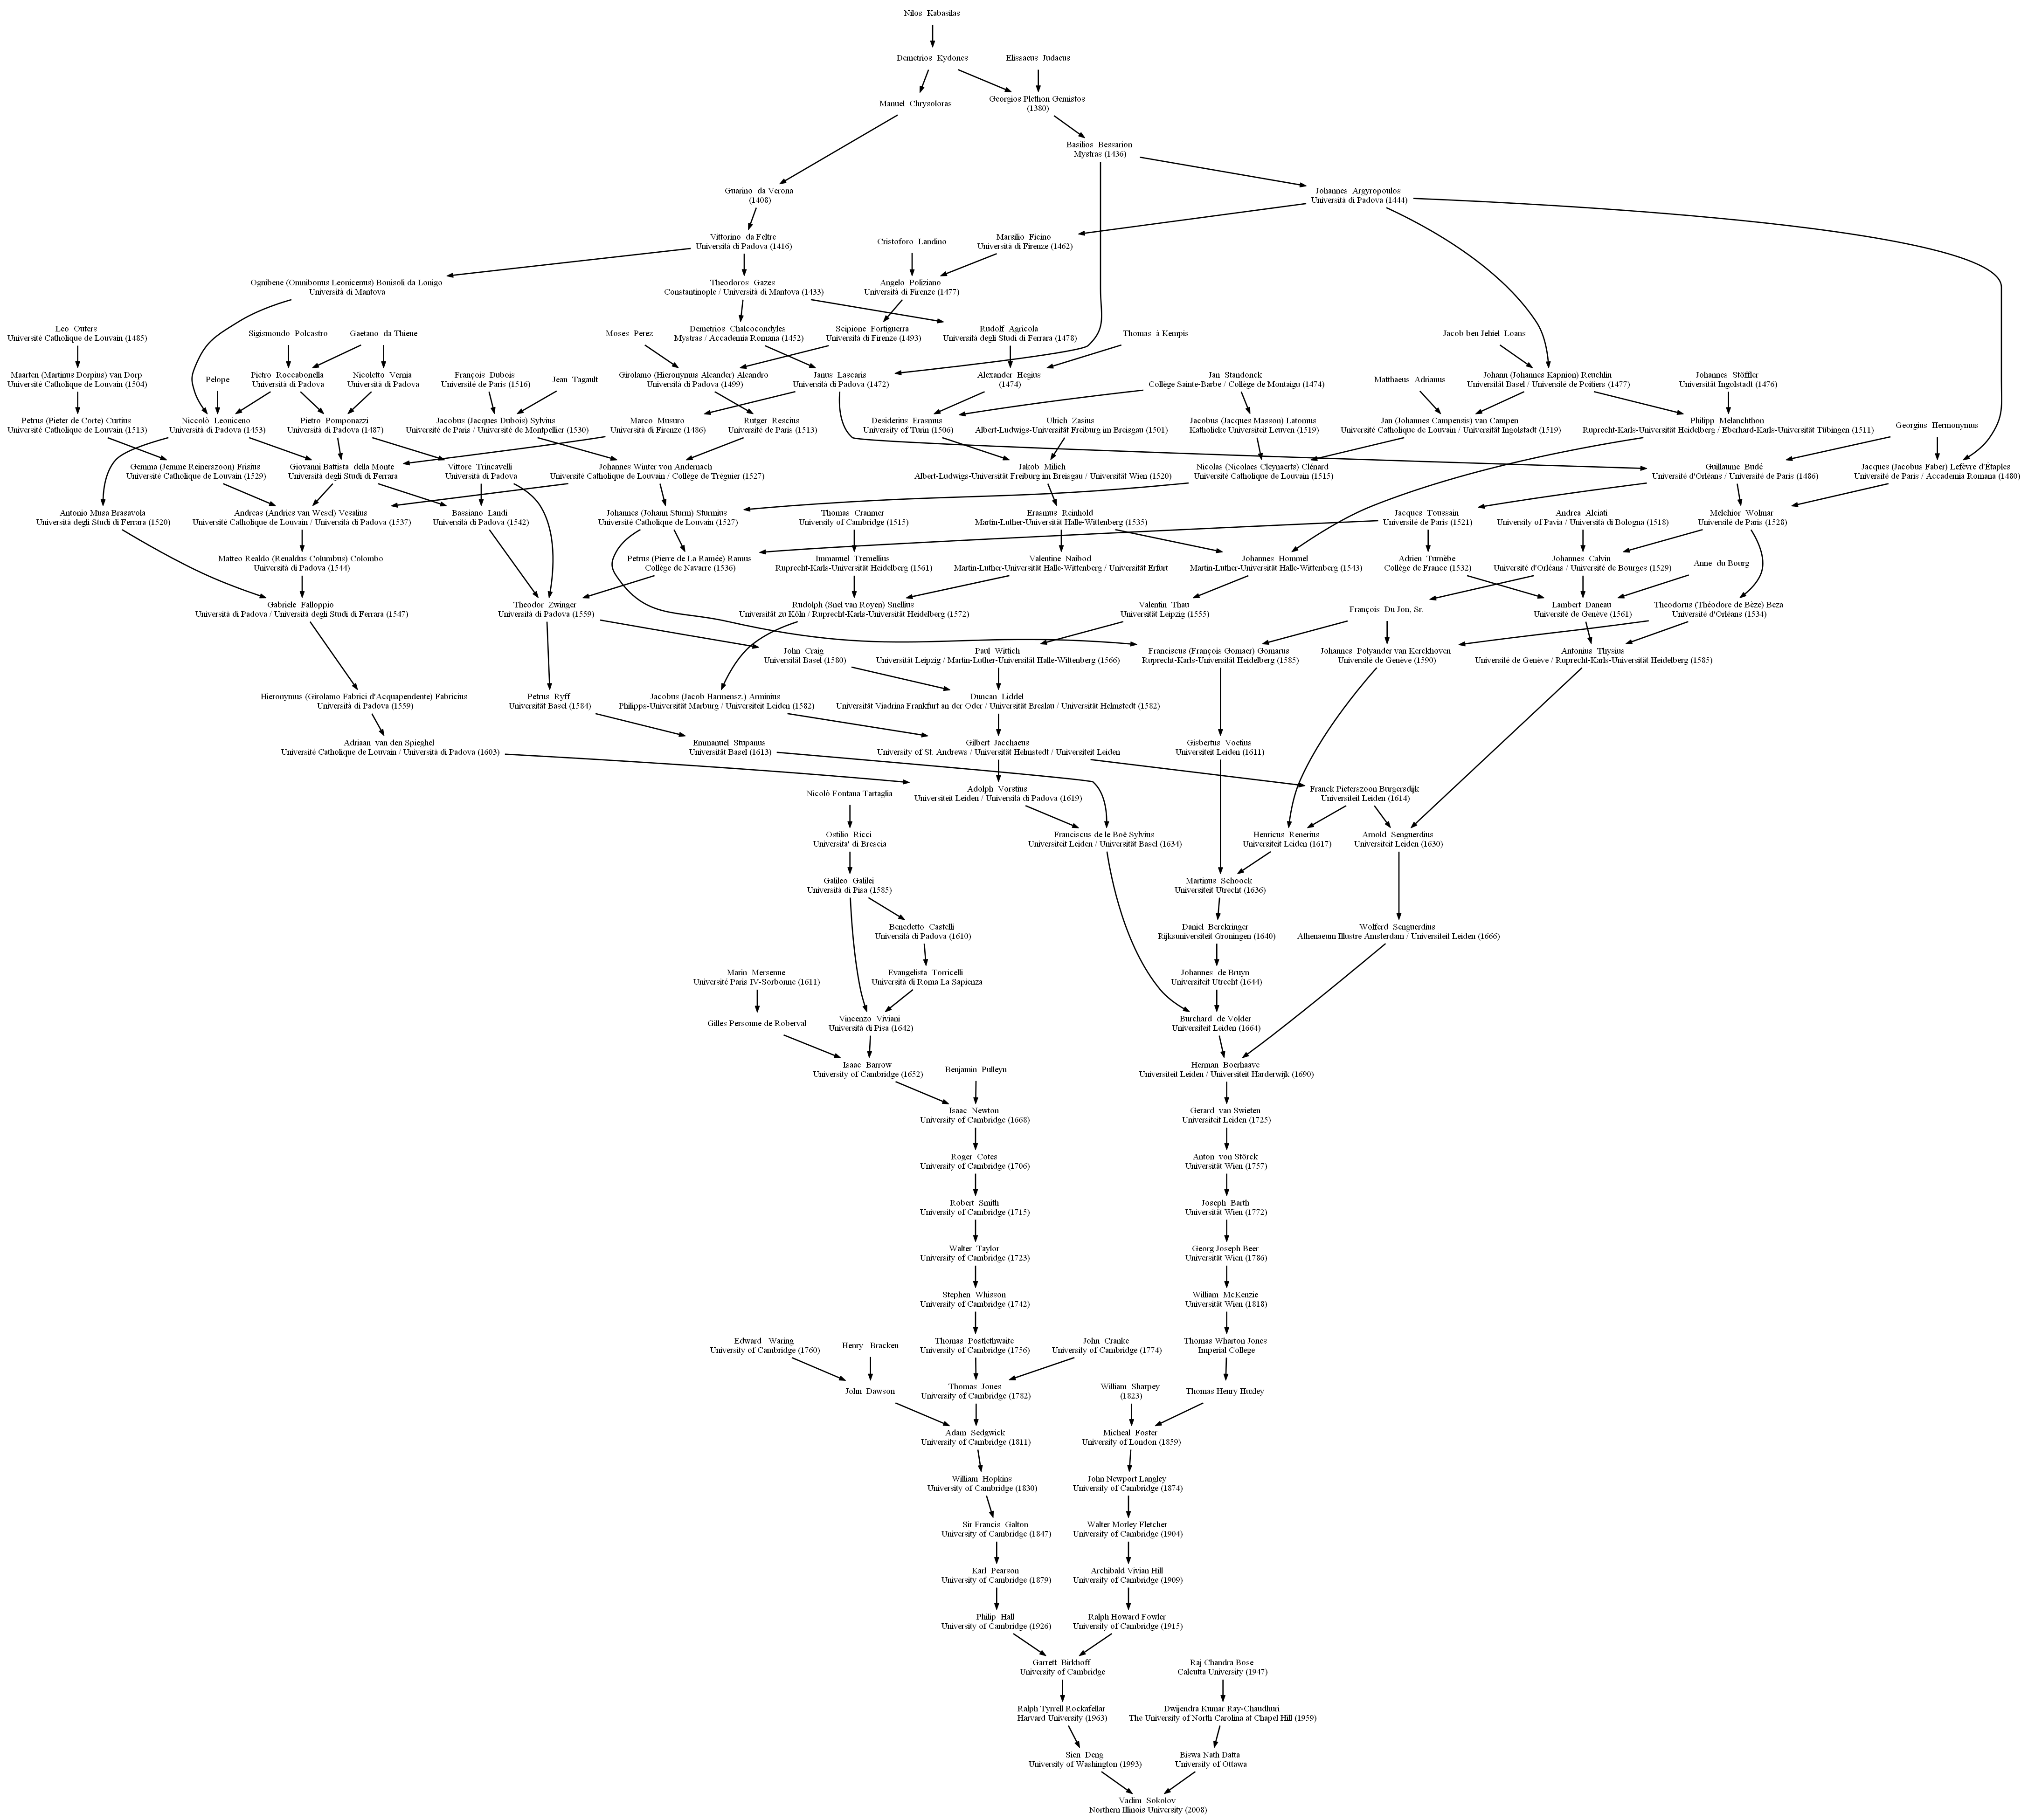 Nilos Kabasilas
Demetrios Kydones
Elissaeus Judaeus
Manuel Chrysoloras
Georgios Plethon Gemistos
(1380)
Basilios Bessarion
Mystras (1436)
Guarino da Verona
(1408)
Johannes Argyropoulos
Università di Padova (1444)
Vittorino da Feltre
Università di Padova (1416)
Cristoforo Landino
Marsilio Ficino
Università di Firenze (1462)
Ognibene (Omnibonus Leonicenus) Bonisoli da Lonigo
Università di Mantova
Theodoros Gazes
Constantinople / Università di Mantova (1433)
Angelo Poliziano
Università di Firenze (1477)
Leo Outers
Université Catholique de Louvain (1485)
Sigismondo Polcastro
Gaetano da Thiene
Moses Perez
Demetrios Chalcocondyles
Mystras / Accademia Romana (1452)
Scipione Fortiguerra
Università di Firenze (1493)
Rudolf Agricola
Università degli Studi di Ferrara (1478)
Thomas à Kempis
Jacob ben Jehiel Loans
Maarten (Martinus Dorpius) van Dorp
Université Catholique de Louvain (1504)
Pelope
Pietro Roccabonella
Università di Padova
Nicoletto Vernia
Università di Padova
François Dubois
Université de Paris (1516)
Jean Tagault
Girolamo (Hieronymus Aleander) Aleandro
Università di Padova (1499)
Janus Lascaris
Università di Padova (1472)
Alexander Hegius
(1474)
Jan Standonck
Collège Sainte-Barbe / Collège de Montaigu (1474)
Matthaeus Adrianus
Johann (Johannes Kapnion) Reuchlin
Universität Basel / Université de Poitiers (1477)
Johannes Stöffler
Universität Ingolstadt (1476)
Petrus (Pieter de Corte) Curtius
Université Catholique de Louvain (1513)
Niccolò Leoniceno
Università di Padova (1453)
Pietro Pomponazzi
Università di Padova (1487)
Jacobus (Jacques Dubois) Sylvius
Université de Paris / Université de Montpellier (1530)
Marco Musuro
Università di Firenze (1486)
Rutger Rescius
Université de Paris (1513)
Desiderius Erasmus
University of Turin (1506)
Ulrich Zasius
Albert-Ludwigs-Universität Freiburg im Breisgau (1501)
Jacobus (Jacques Masson) Latomus
Katholieke Universiteit Leuven (1519)
Jan (Johannes Campensis) van Campen
Université Catholique de Louvain / Universität Ingolstadt (1519)
Philipp Melanchthon
Ruprecht-Karls-Universität Heidelberg / Eberhard-Karls-Universität Tübingen (1511)
Georgius Hermonymus
Gemma (Jemme Reinerszoon) Frisius
Université Catholique de Louvain (1529)
Giovanni Battista della Monte
Università degli Studi di Ferrara
Vittore Trincavelli
Università di Padova
Johannes Winter von Andernach
Université Catholique de Louvain / Collège de Tréguier (1527)
Jakob Milich
Albert-Ludwigs-Universität Freiburg im Breisgau / Universität Wien (1520)
Nicolas (Nicolaes Cleynaerts) Clénard
Université Catholique de Louvain (1515)
Guillaume Budé
Université d'Orléans / Université de Paris (1486)
Jacques (Jacobus Faber) Lefèvre d'Étaples
Université de Paris / Accademia Romana (1480)
Antonio Musa Brasavola
Università degli Studi di Ferrara (1520)
Andreas (Andries van Wesel) Vesalius
Université Catholique de Louvain / Università di Padova (1537)
Bassiano Landi
Università di Padova (1542)
Johannes (Johann Sturm) Sturmius
Université Catholique de Louvain (1527)
Thomas Cranmer
University of Cambridge (1515)
Erasmus Reinhold
Martin-Luther-Universität Halle-Wittenberg (1535)
Jacques Toussain
Université de Paris (1521)
Andrea Alciati
University of Pavia / Università di Bologna (1518)
Melchior Wolmar
Université de Paris (1528)
Matteo Realdo (Renaldus Columbus) Colombo
Università di Padova (1544)
Petrus (Pierre de La Ramée) Ramus
Collège de Navarre (1536)
Immanuel Tremellius
Ruprecht-Karls-Universität Heidelberg (1561)
Valentine Naibod
Martin-Luther-Universität Halle-Wittenberg / Universität Erfurt
Johannes Hommel
Martin-Luther-Universität Halle-Wittenberg (1543)
Adrien Turnèbe
Collège de France (1532)
Johannes Calvin
Université d'Orléans / Université de Bourges (1529)
Anne du Bourg
Gabriele Falloppio
Università di Padova / Università degli Studi di Ferrara (1547)
Theodor Zwinger
Università di Padova (1559)
Rudolph (Snel van Royen) Snellius
Universität zu Köln / Ruprecht-Karls-Universität Heidelberg (1572)
Valentin Thau
Universität Leipzig (1555)
François Du Jon, Sr.
Lambert Daneau
Université de Genève (1561)
Theodorus (Théodore de Bèze) Beza
Université d'Orléans (1534)
John Craig
Universität Basel (1580)
Paul Wittich
Universität Leipzig / Martin-Luther-Universität Halle-Wittenberg (1566)
Franciscus (François Gomaer) Gomarus
Ruprecht-Karls-Universität Heidelberg (1585)
Johannes Polyander van Kerckhoven
Université de Genève (1590)
Antonius Thysius
Université de Genève / Ruprecht-Karls-Universität Heidelberg (1585)
Hieronymus (Girolamo Fabrici d'Acquapendente) Fabricius
Università di Padova (1559)
Petrus Ryff
Universität Basel (1584)
Jacobus (Jacob Harmensz.) Arminius
Philipps-Universität Marburg / Universiteit Leiden (1582)
Duncan Liddel
Universität Viadrina Frankfurt an der Oder / Universität Breslau / Universität Helmstedt (1582)
Adriaan van den Spieghel
Université Catholique de Louvain / Università di Padova (1603)
Emmanuel Stupanus
Universität Basel (1613)
Gilbert Jacchaeus
University of St. Andrews / Universität Helmstedt / Universiteit Leiden
Gisbertus Voetius
Universiteit Leiden (1611)
Nicolò Fontana Tartaglia
Adolph Vorstius
Universiteit Leiden / Università di Padova (1619)
Franck Pieterszoon Burgersdijk
Universiteit Leiden (1614)
Ostilio Ricci
Universita' di Brescia
Franciscus de le Boë Sylvius
Universiteit Leiden / Universität Basel (1634)
Henricus Renerius
Universiteit Leiden (1617)
Arnold Senguerdius
Universiteit Leiden (1630)
Galileo Galilei
Università di Pisa (1585)
Martinus Schoock
Universiteit Utrecht (1636)
Benedetto Castelli
Università di Padova (1610)
Daniel Berckringer
Rijksuniversiteit Groningen (1640)
Wolferd Senguerdius
Athenaeum Illustre Amsterdam / Universiteit Leiden (1666)
Marin Mersenne
Université Paris IV-Sorbonne (1611)
Evangelista Torricelli
Università di Roma La Sapienza
Johannes de Bruyn
Universiteit Utrecht (1644)
Gilles Personne de Roberval
Vincenzo Viviani
Università di Pisa (1642)
Burchard de Volder
Universiteit Leiden (1664)
Isaac Barrow
University of Cambridge (1652)
Benjamin Pulleyn
Herman Boerhaave
Universiteit Leiden / Universiteit Harderwijk (1690)
Isaac Newton
University of Cambridge (1668)
Gerard van Swieten
Universiteit Leiden (1725)
Roger Cotes
University of Cambridge (1706)
Anton von Störck
Universität Wien (1757)
Robert Smith
University of Cambridge (1715)
Joseph Barth
Universität Wien (1772)
Walter Taylor
University of Cambridge (1723)
Georg Joseph Beer
Universität Wien (1786)
Stephen Whisson
University of Cambridge (1742)
William McKenzie
Universität Wien (1818)
Edward Waring
University of Cambridge (1760)
Henry Bracken
Thomas Postlethwaite
University of Cambridge (1756)
John Cranke
University of Cambridge (1774)
Thomas Wharton Jones
Imperial College
John Dawson
Thomas Jones
University of Cambridge (1782)
William Sharpey
(1823)
Thomas Henry Huxley
Adam Sedgwick
University of Cambridge (1811)
Micheal Foster
University of London (1859)
William Hopkins
University of Cambridge (1830)
John Newport Langley
University of Cambridge (1874)
Sir Francis Galton
University of Cambridge (1847)
Walter Morley Fletcher
University of Cambridge (1904)
Karl Pearson
University of Cambridge (1879)
Archibald Vivian Hill
University of Cambridge (1909)
Philip Hall
University of Cambridge (1926)
Ralph Howard Fowler
University of Cambridge (1915)
Garrett Birkhoff
University of Cambridge
Raj Chandra Bose
Calcutta University (1947)
Ralph Tyrrell Rockafellar
Harvard University (1963)
Dwijendra Kumar Ray-Chaudhuri
The University of North Carolina at Chapel Hill (1959)
Sien Deng
University of Washington (1993)
Biswa Nath Datta
University of Ottawa
Vadim Sokolov
Northern Illinois University (2008)